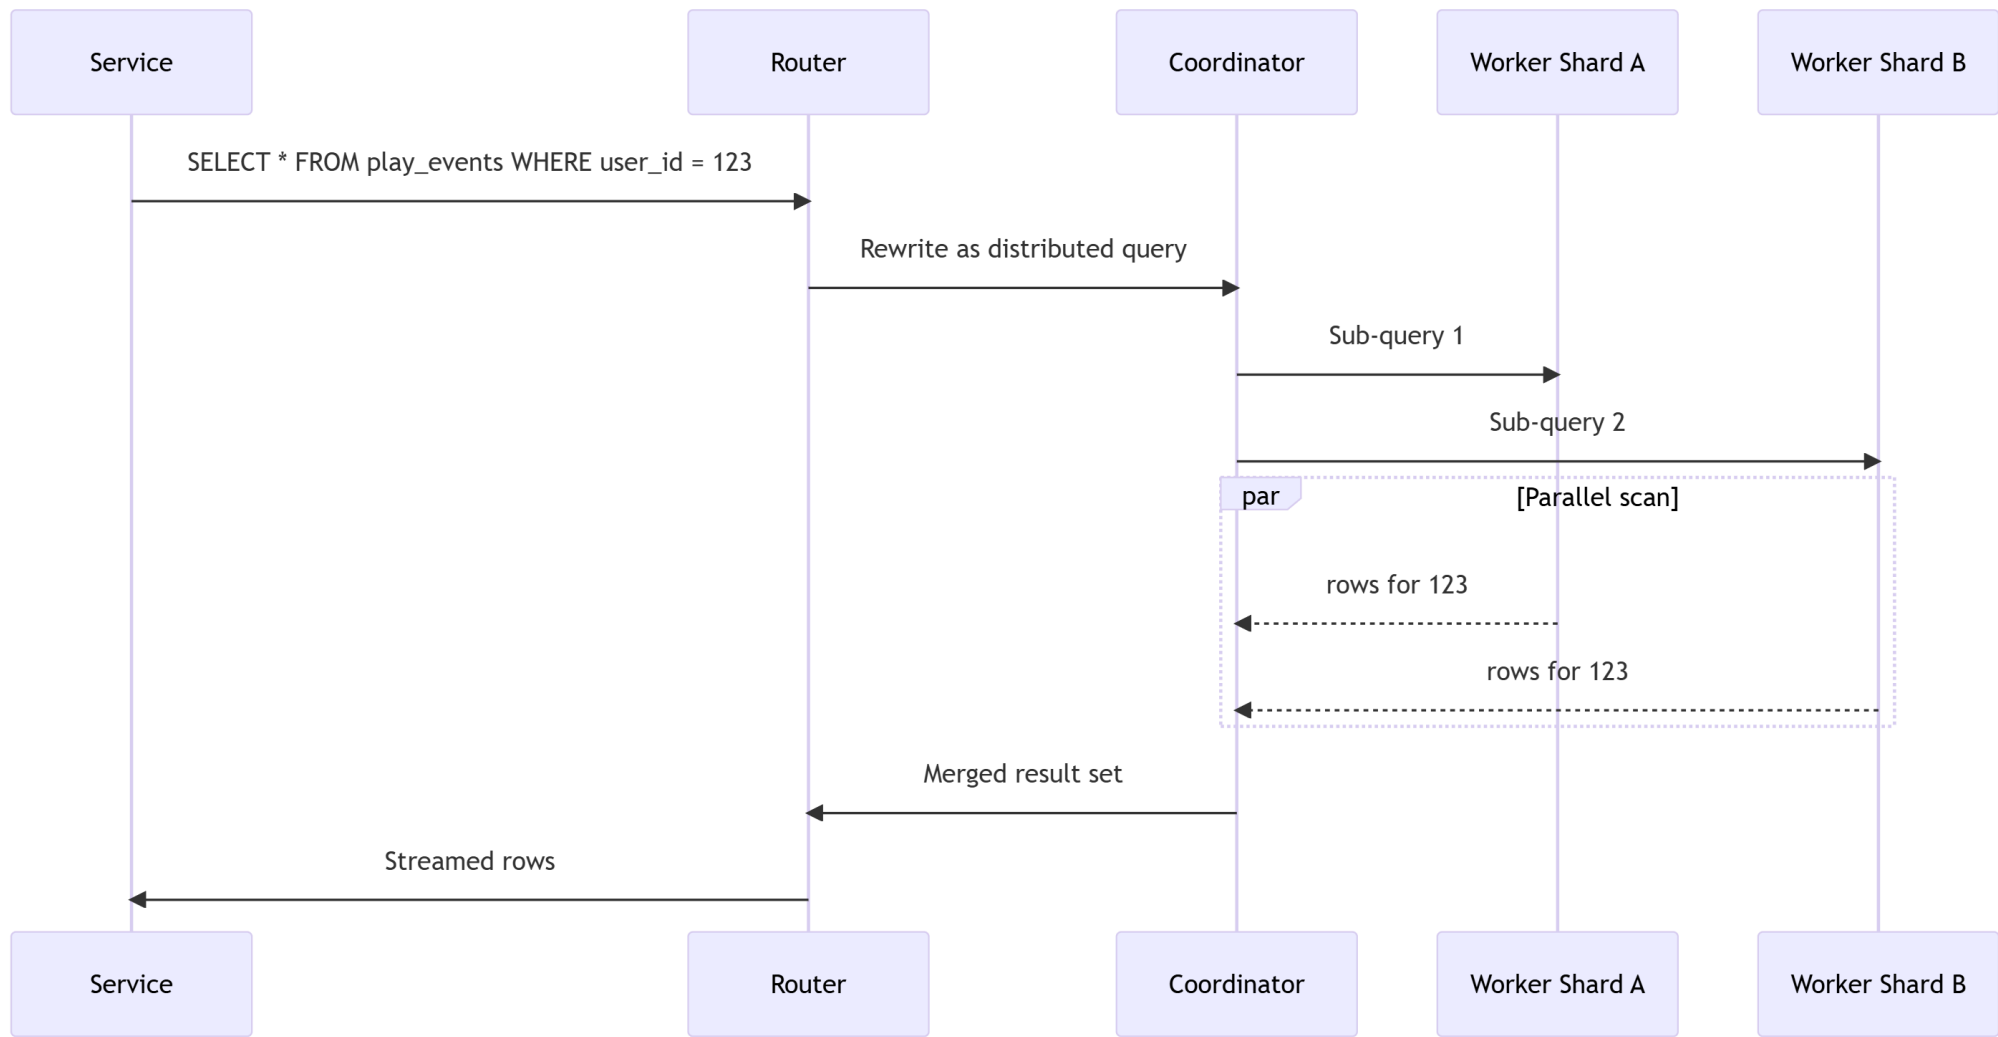 Service
Router
Coordinator
Worker Shard A
Worker Shard B
SELECT * FROM play_events WHERE user_id = 123
Rewrite as distributed query
Sub-query 1
Sub-query 2
par
[Parallel scan]
rows for 123
rows for 123
Merged result set
Streamed rows
Service
Router
Coordinator
Worker Shard A
Worker Shard B